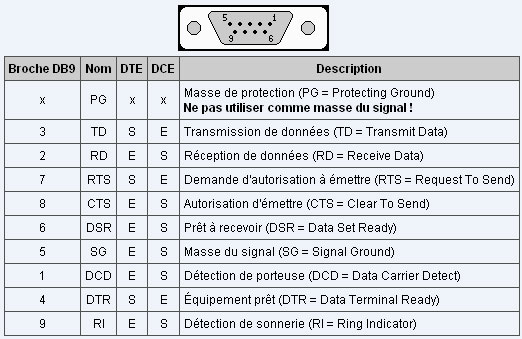 5 1
9 6
Broche DB9 Nom DTE DCE Description
x PG x x Masse de protection (PG = Protecting Ground)
Ne pas utiliser comme masse du signal !
3 TD S E Transmission de données (TD = Transmit Data)
2 RD E S Réception de données (RD = Receive Data)
7 RTS S E Demande d'autorisation à émettre (RTS = Request To Send)
8 CTS E S Autorisation d'émettre (CTS = Clear To Send)
6 DSR E S Prêt à recevoir (DSR = Data Set Ready)
5 SG E S Masse du signal (SG = Signal Ground)
1 DCD E S Détection de porteuse (DCD = Data Carrier Detect)
4 DTR S E Équipement prêt (DTR = Data Terminal Ready)
9 RI E S Détection de sonnerie (RI = Ring Indicator)